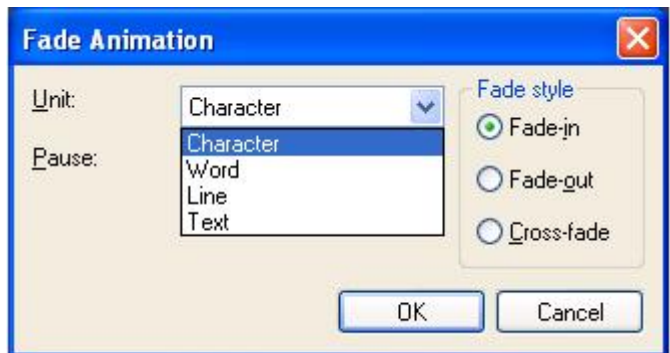 Fade Animation
Unit:
Character
Pause:
Character
Word
Line
Text
Fade style
Fade-in
Fade-out
Cross-fade
OK
Cancel